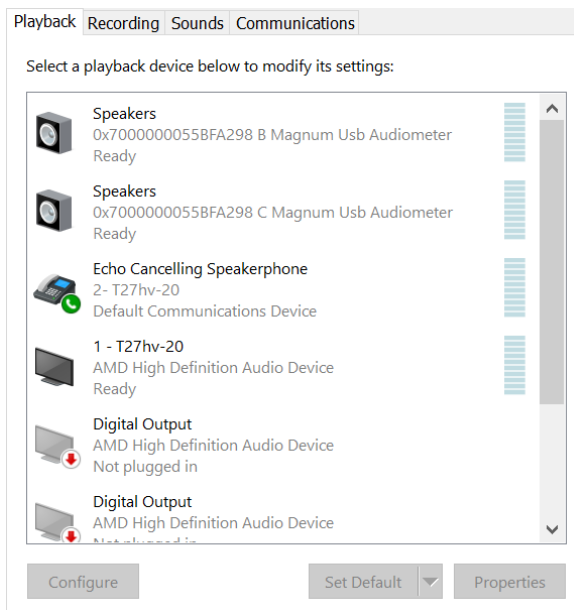 Playback Recording Sounds Communications
Select a playback device below to modify its settings:
Speakers
0x7000000055BFA298 B Magnum Usb Audiometer
Ready
Speakers
0x7000000055BFA298 C Magnum Usb Audiometer
Ready
Echo Cancelling Speakerphone
2- T27hv-20
Default Communications Device
1 - T27hv-20
AMD High Definition Audio Device
Ready
Digital Output
AMD High Definition Audio Device
Not plugged in
Digital Output
AMD High Definition Audio Device
Not plugged in
Configure Set Default Properties